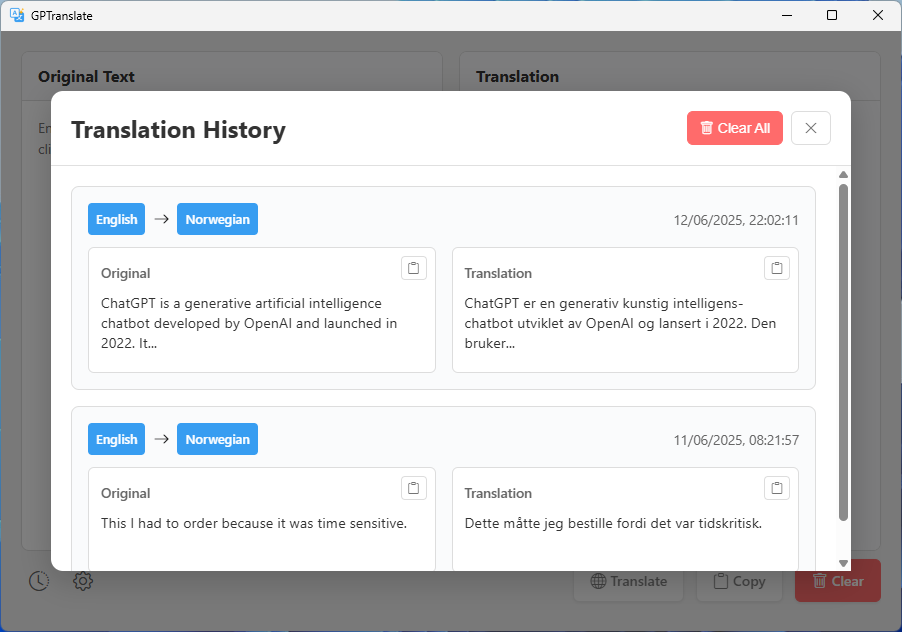 GPTranslate
Original Text
Translation
Translation History
Clear All
English → Norwegian
12/06/2025, 22:02:11
Original
ChatGPT is a generative artificial intelligence
chatbot developed by OpenAI and launched in
2022. It...
Translation
ChatGPT er en generativ kunstig intelligens-
chatbot utviklet av OpenAI og lansert i 2022. Den
bruker...
English → Norwegian
11/06/2025, 08:21:57
Original
This I had to order because it was time sensitive.
Translation
Dette måtte jeg bestille fordi det var tidskritisk.
Translate
Copy
Clear